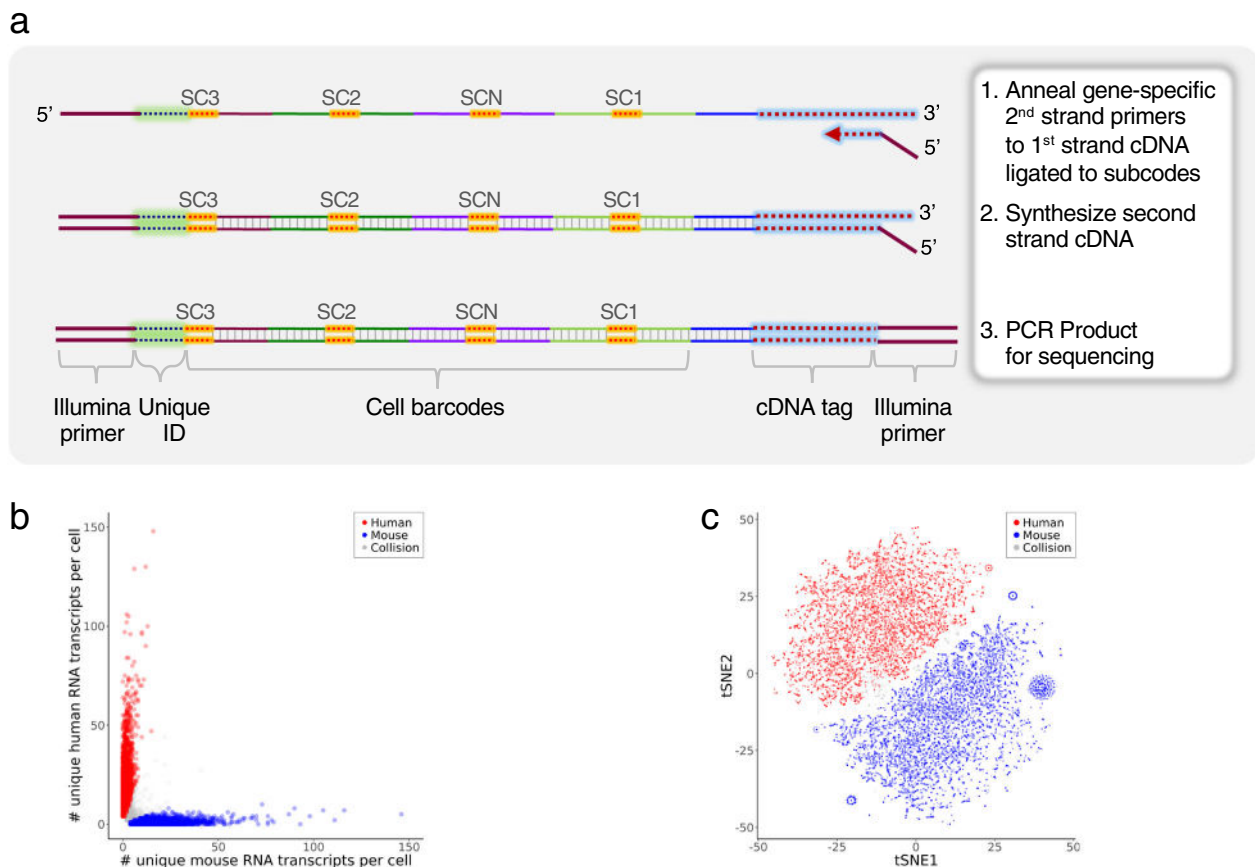 a
5’
SC3
SC2
SCN
SC1
3’
5’
SC3
SC2
SCN
SC1
3’
5’
SC3
SC2
SCN
SC1
Illumina
primer
Unique
ID
Cell barcodes
cDNA tag
Illumina
primer
1. Anneal gene-specific
2nd strand primers
to 1st strand cDNA
ligated to subcodes
2. Synthesize second
strand cDNA
3. PCR Product
for sequencing
b
# unique human RNA transcripts per cell
150
100
50
0
Human
Mouse
Collision
0
50
100
150
# unique mouse RNA transcripts per cell
c
tSNE2
50
25
0
-25
-50
Human
Mouse
Collision
-50
-25
0
25
50
tSNE1